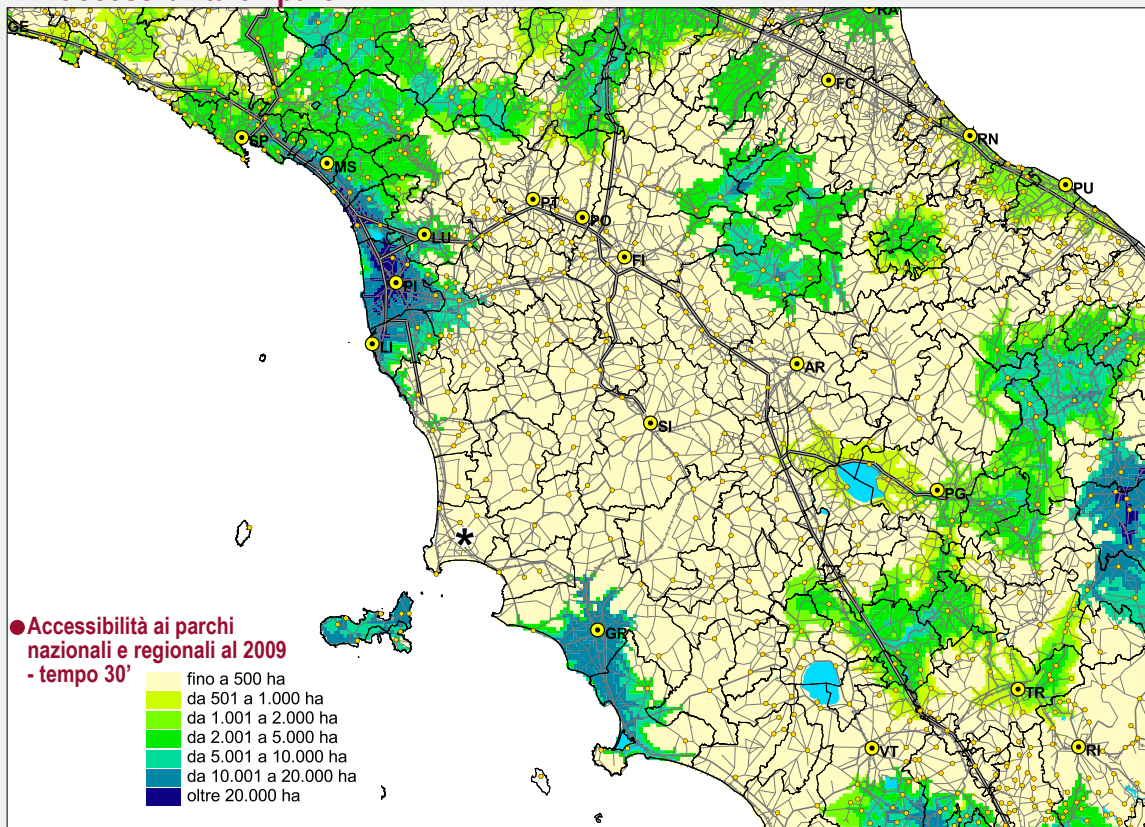 GE
RA
FC
SP
RN
MS
PU
PT
PO
LU
FI
PI
LI
AR
SI
PG
*
Accessibilità ai parchi
nazionali e regionali al 2009
- tempo 30’
GR
fino a 500 ha
da 501 a 1.000 ha
da 1.001 a 2.000 ha
da 2.001 a 5.000 ha
da 5.001 a 10.000 ha
da 10.001 a 20.000 ha
oltre 20.000 ha
TR
VT
RI